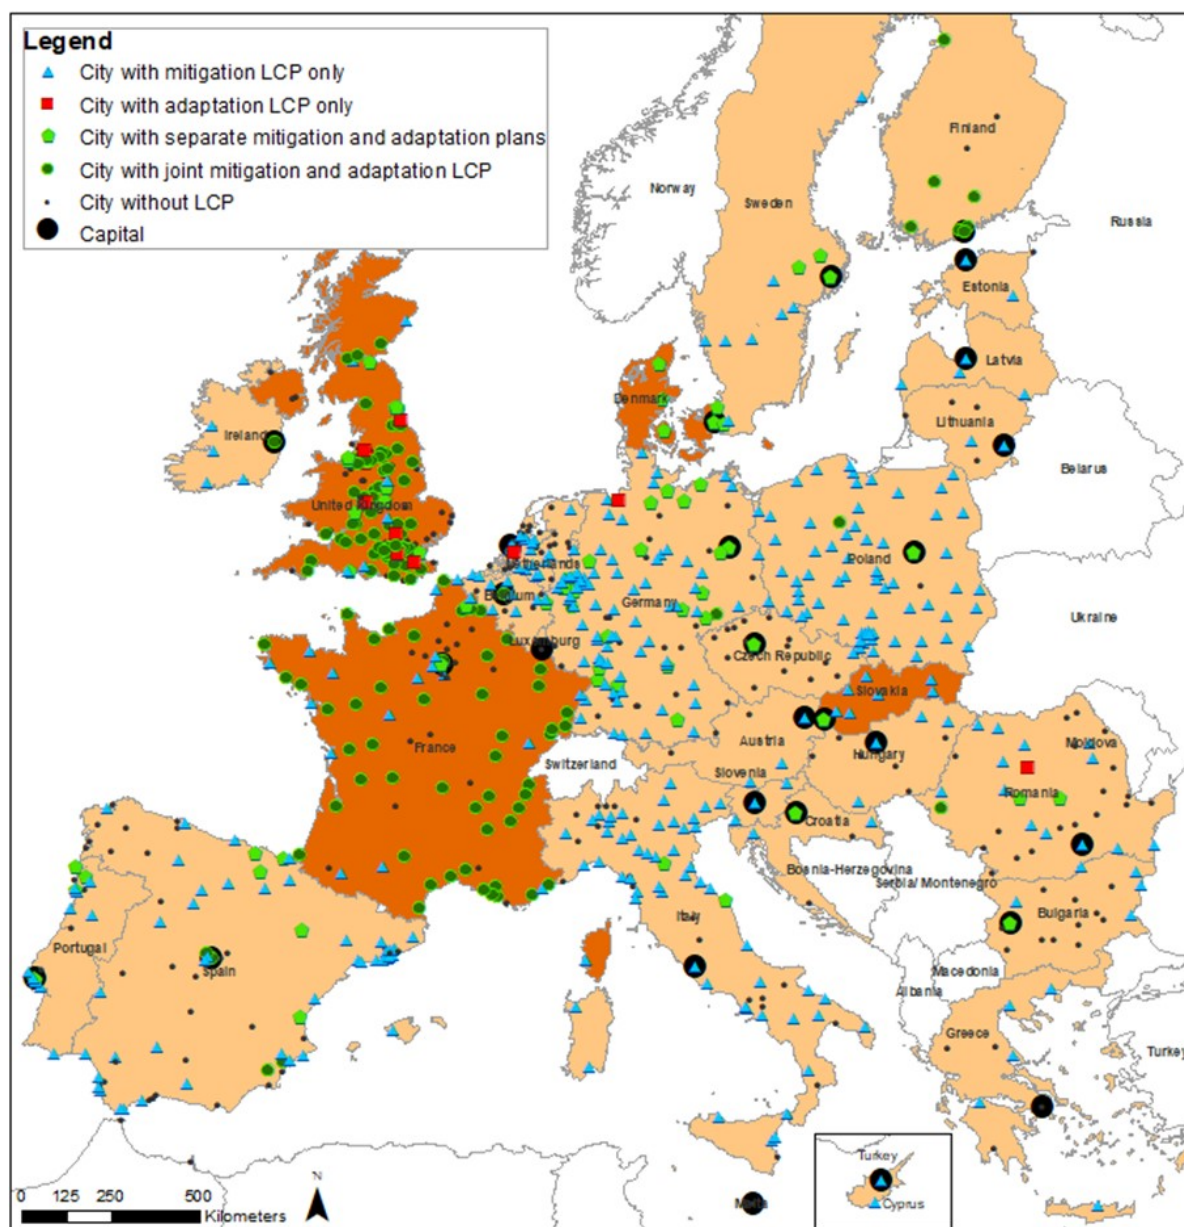 Legend
City with mitigation LCP only
City with adaptation LCP only
City with separate mitigation and adaptation plans
City with joint mitigation and adaptation LCP
City without LCP
Capital
Finland
Norway
Sweden
Russia
Estonia
Latvia
Denmark
Lithuania
Ireland
Belarus
United Kingdom
Netherlands
Poland
Belgium
Germany
Ukraine
Luxemburg
Czech Republic
Slovakia
Austria
Moldova
France
Hungary
Switzerland
Slovenia
Romania
Croatia
Bosnia-Herzegovina
Serbia/ Montenegro
Bulgaria
Italy
Portugal
Spain
Macedonia
Albania
Greece
Turkey
Turkey
Cyprus
Malta
N
0 125 250 500
Kilometers